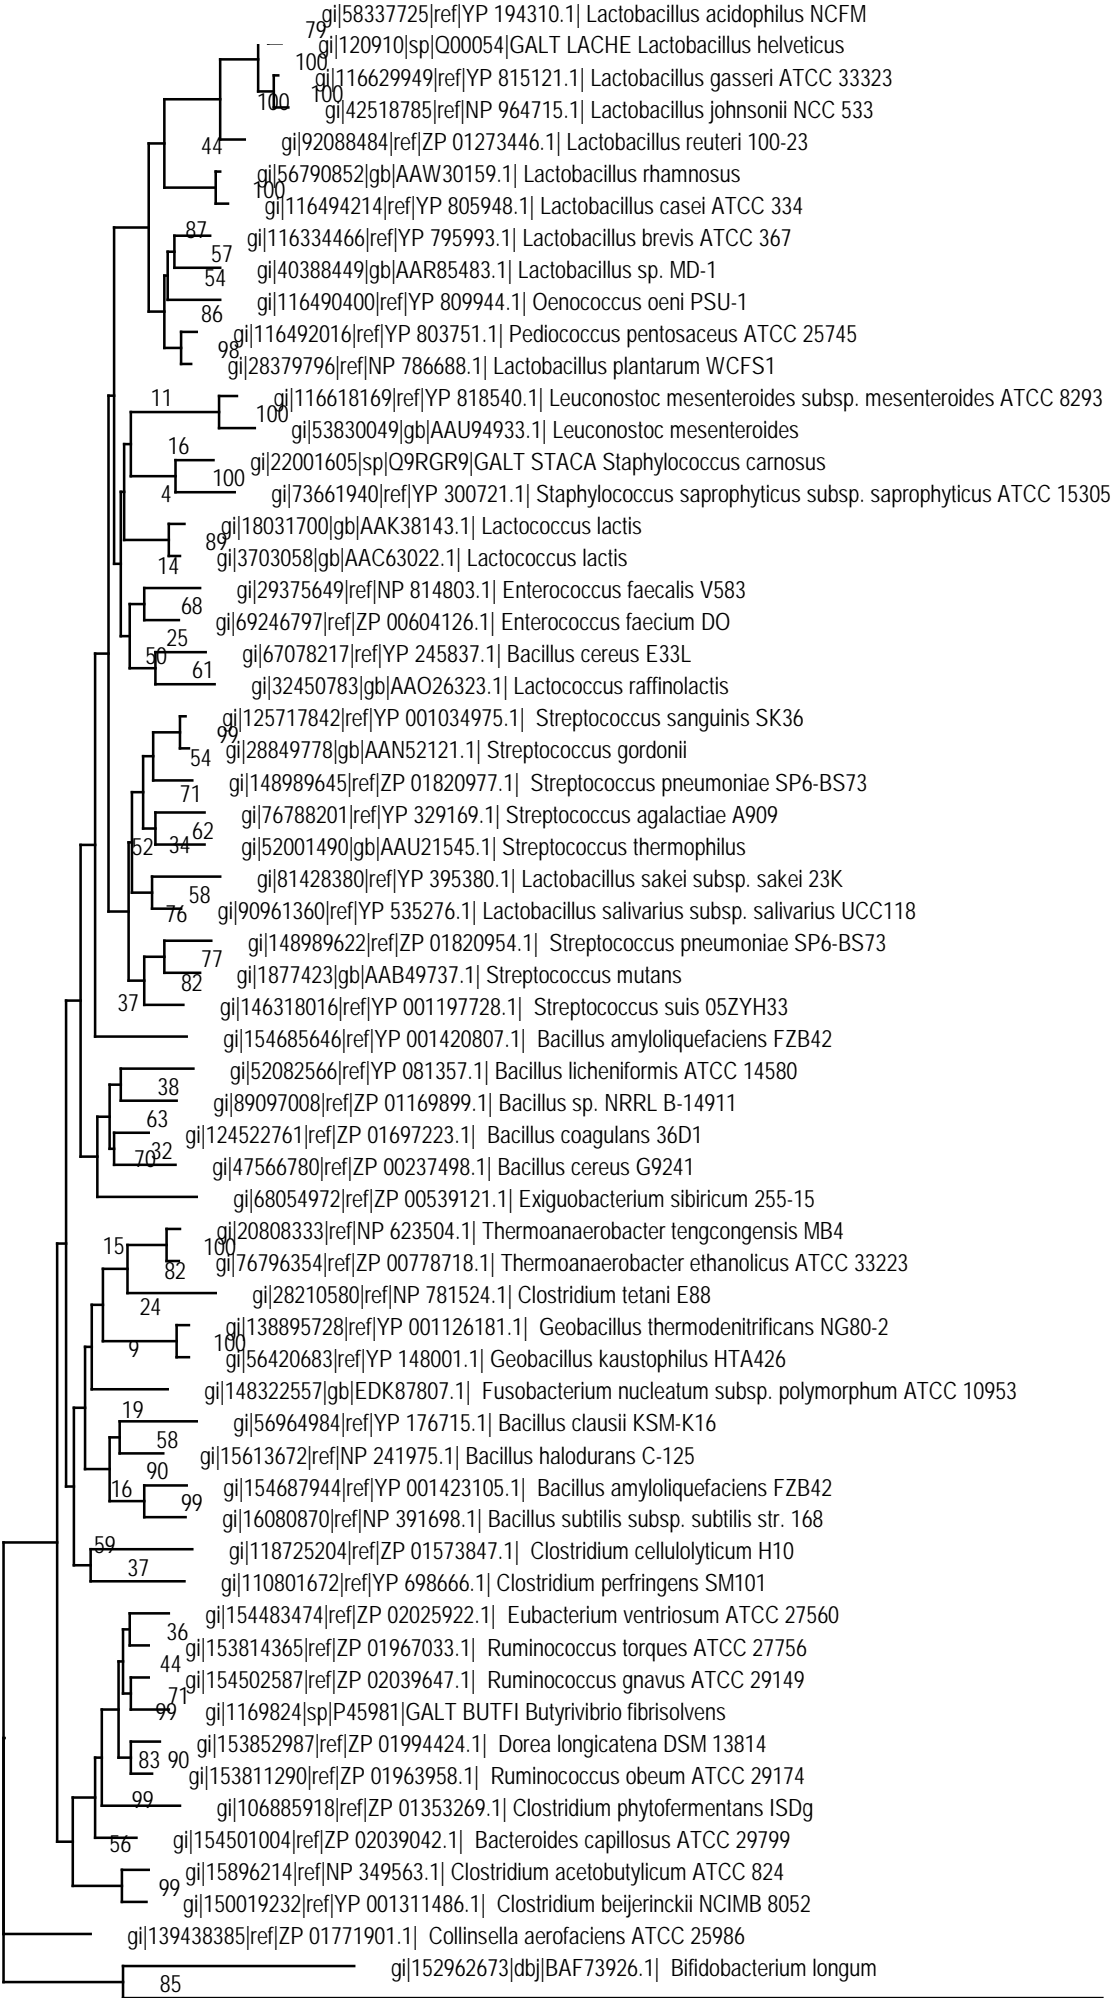 gi|58337725|ref|YP 194310.1| Lactobacillus acidophilus NCFM
79
gi|120910|sp|Q00054|GALT LACHE Lactobacillus helveticus
100
gi|116629949|ref|YP 815121.1| Lactobacillus gasseri ATCC 33323
100 100
gi|42518785|ref|NP 964715.1| Lactobacillus johnsonii NCC 533
44 gi|92088484|ref|ZP 01273446.1| Lactobacillus reuteri 100-23
gi|56790852|gb|AAW30159.1| Lactobacillus rhamnosus
100
gi|116494214|ref|YP 805948.1| Lactobacillus casei ATCC 334
87 gi|116334466|ref|YP 795993.1| Lactobacillus brevis ATCC 367
57
54 gi|40388449|gb|AAR85483.1| Lactobacillus sp. MD-1
gi|116490400|ref|YP 809944.1| Oenococcus oeni PSU-1
86
gi|116492016|ref|YP 803751.1| Pediococcus pentosaceus ATCC 25745
98
gi|28379796|ref|NP 786688.1| Lactobacillus plantarum WCFS1
11 gi|116618169|ref|YP 818540.1| Leuconostoc mesenteroides subsp. mesenteroides ATCC 8293
100
gi|53830049|gb|AAU94933.1| Leuconostoc mesenteroides
16
gi|22001605|sp|Q9RGR9|GALT STACA Staphylococcus carnosus
100
4 gi|73661940|ref|YP 300721.1| Staphylococcus saprophyticus subsp. saprophyticus ATCC 15305
gi|18031700|gb|AAK38143.1| Lactococcus lactis
89
gi|3703058|gb|AAC63022.1| Lactococcus lactis
14
gi|29375649|ref|NP 814803.1| Enterococcus faecalis V583
68
gi|69246797|ref|ZP 00604126.1| Enterococcus faecium DO
25
50 gi|67078217|ref|YP 245837.1| Bacillus cereus E33L
61
gi|32450783|gb|AAO26323.1| Lactococcus raffinolactis
gi|125717842|ref|YP 001034975.1| Streptococcus sanguinis SK36
99
54 gi|28849778|gb|AAN52121.1| Streptococcus gordonii
gi|148989645|ref|ZP 01820977.1| Streptococcus pneumoniae SP6-BS73
71
gi|76788201|ref|YP 329169.1| Streptococcus agalactiae A909
62
52 34 gi|52001490|gb|AAU21545.1| Streptococcus thermophilus
gi|81428380|ref|YP 395380.1| Lactobacillus sakei subsp. sakei 23K
58
76 gi|90961360|ref|YP 535276.1| Lactobacillus salivarius subsp. salivarius UCC118
gi|148989622|ref|ZP 01820954.1| Streptococcus pneumoniae SP6-BS73
77
82 gi|1877423|gb|AAB49737.1| Streptococcus mutans
37 gi|146318016|ref|YP 001197728.1| Streptococcus suis 05ZYH33
gi|154685646|ref|YP 001420807.1| Bacillus amyloliquefaciens FZB42
gi|52082566|ref|YP 081357.1| Bacillus licheniformis ATCC 14580
38
gi|89097008|ref|ZP 01169899.1| Bacillus sp. NRRL B-14911
63
gi|124522761|ref|ZP 01697223.1| Bacillus coagulans 36D1
70 32
gi|47566780|ref|ZP 00237498.1| Bacillus cereus G9241
gi|68054972|ref|ZP 00539121.1| Exiguobacterium sibiricum 255-15
gi|20808333|ref|NP 623504.1| Thermoanaerobacter tengcongensis MB4
15 100
82 gi|76796354|ref|ZP 00778718.1| Thermoanaerobacter ethanolicus ATCC 33223
gi|28210580|ref|NP 781524.1| Clostridium tetani E88
24
gi|138895728|ref|YP 001126181.1| Geobacillus thermodenitrificans NG80-2
9 100
gi|56420683|ref|YP 148001.1| Geobacillus kaustophilus HTA426
gi|148322557|gb|EDK87807.1| Fusobacterium nucleatum subsp. polymorphum ATCC 10953
19
gi|56964984|ref|YP 176715.1| Bacillus clausii KSM-K16
58
gi|15613672|ref|NP 241975.1| Bacillus halodurans C-125
90
16 gi|154687944|ref|YP 001423105.1| Bacillus amyloliquefaciens FZB42
99
gi|16080870|ref|NP 391698.1| Bacillus subtilis subsp. subtilis str. 168
59 gi|118725204|ref|ZP 01573847.1| Clostridium cellulolyticum H10
37
gi|110801672|ref|YP 698666.1| Clostridium perfringens SM101
gi|154483474|ref|ZP 02025922.1| Eubacterium ventriosum ATCC 27560
36
gi|153814365|ref|ZP 01967033.1| Ruminococcus torques ATCC 27756
44
gi|154502587|ref|ZP 02039647.1| Ruminococcus gnavus ATCC 29149
71
99 gi|1169824|sp|P45981|GALT BUTFI Butyrivibrio fibrisolvens
gi|153852987|ref|ZP 01994424.1| Dorea longicatena DSM 13814
83 90
gi|153811290|ref|ZP 01963958.1| Ruminococcus obeum ATCC 29174
99 gi|106885918|ref|ZP 01353269.1| Clostridium phytofermentans ISDg
56 gi|154501004|ref|ZP 02039042.1| Bacteroides capillosus ATCC 29799
gi|15896214|ref|NP 349563.1| Clostridium acetobutylicum ATCC 824
99
gi|150019232|ref|YP 001311486.1| Clostridium beijerinckii NCIMB 8052
gi|139438385|ref|ZP 01771901.1| Collinsella aerofaciens ATCC 25986
gi|152962673|dbj|BAF73926.1| Bifidobacterium longum
85